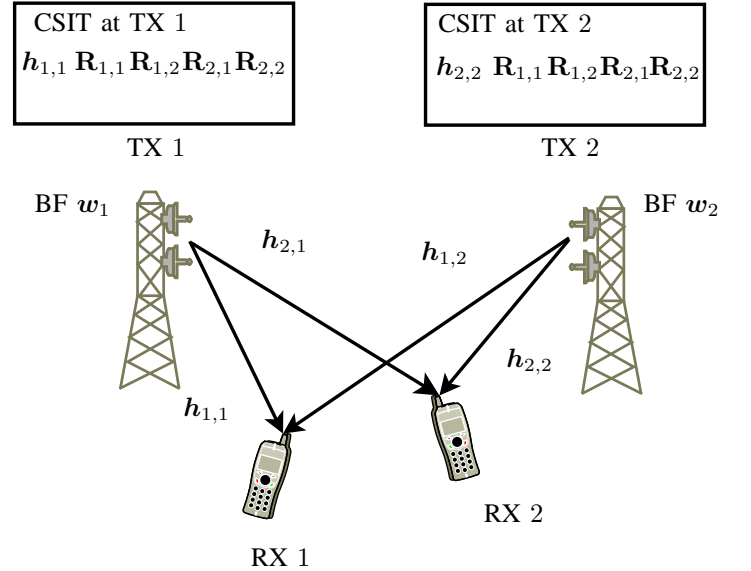 CSIT at TX 1
CSIT at TX 2
h₁,₁ R₁,₁ R₁,₂ R₂,₁ R₂,₂
h₂,₂ R₁,₁ R₁,₂ R₂,₁ R₂,₂
TX 1
TX 2
BF w₁
BF w₂
h₂,₁
h₁,₂
h₂,₂
h₁,₁
RX 2
RX 1